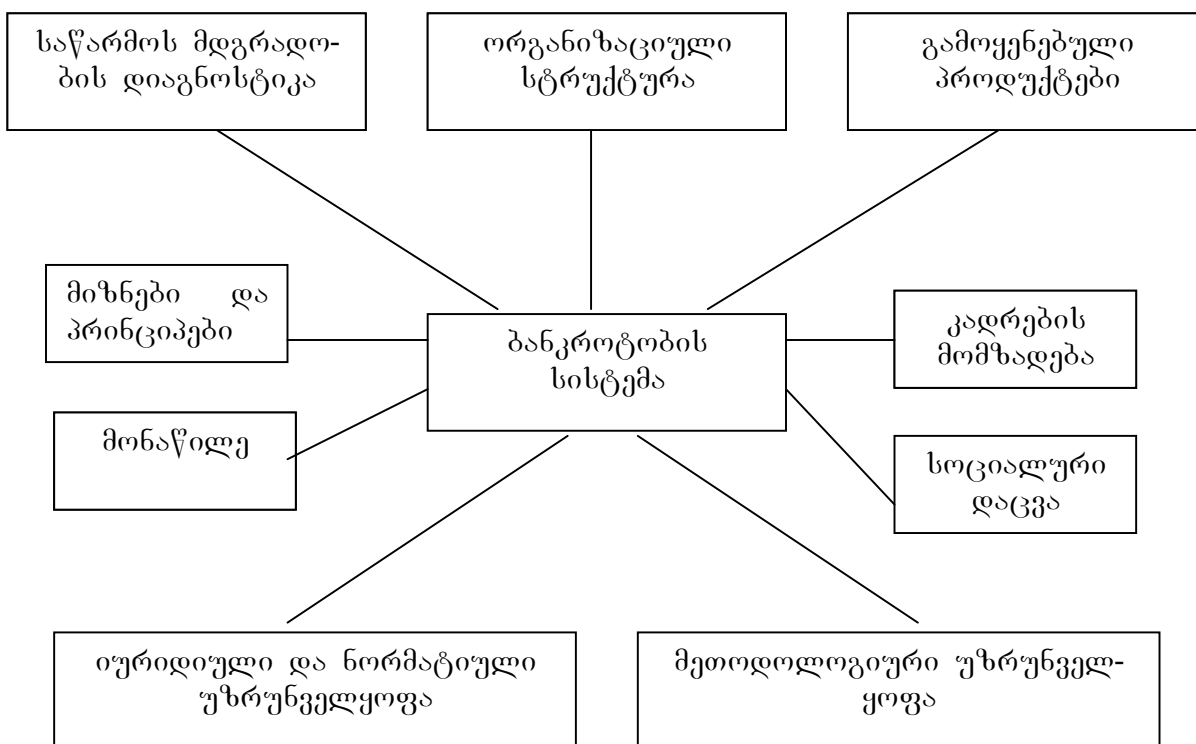 საწარმოს მდგრადო-
ბის დიაგნოსტიკა
ორგანიზაციული
სტრუქტურა
გამოყენებული
პროდუქტები
მიზნები და
პრინციპები
ბანკროტობის
სისტემა
კადრების
მომზადება
მონაწილე
სოციალური
დაცვა
იურიდიული და ნორმატიული
უზრუნველყოფა
მეთოდოლოგიური უზრუნველ-
ყოფა